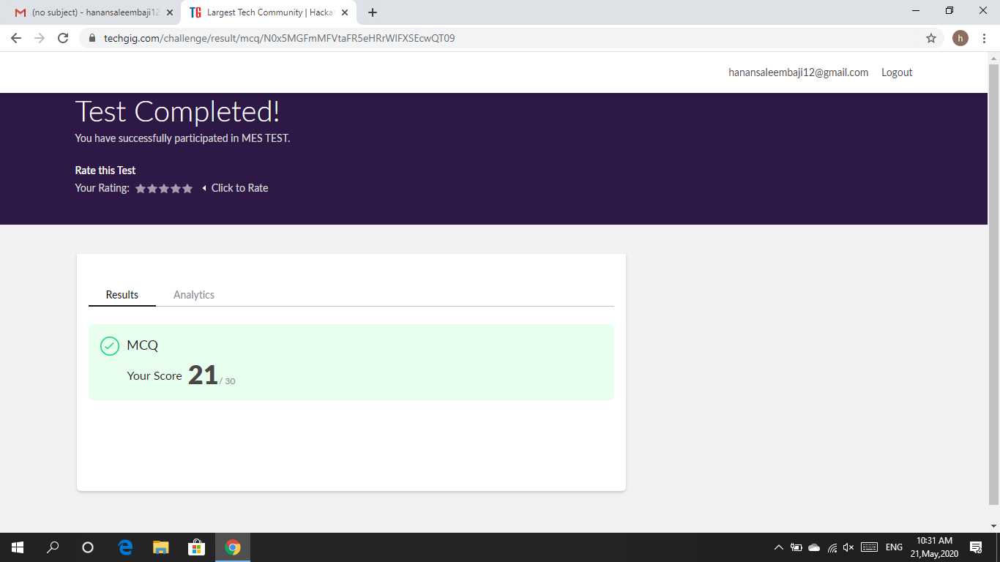 (no subject) - hanansaleembaji12
TG Largest Tech Community | Hacka
techgig.com/challenge/result/mcq/N0x5MGFmMFVtaFR5eHRrWlFXSEcwQT09
h
hanansaleembaji12@gmail.com Logout
Test Completed!
You have successfully participated in MES TEST.
Rate this Test
Your Rating: Click to Rate
Results Analytics
MCQ
Your Score 21 / 30
ENG
10:31 AM
21,May,2020